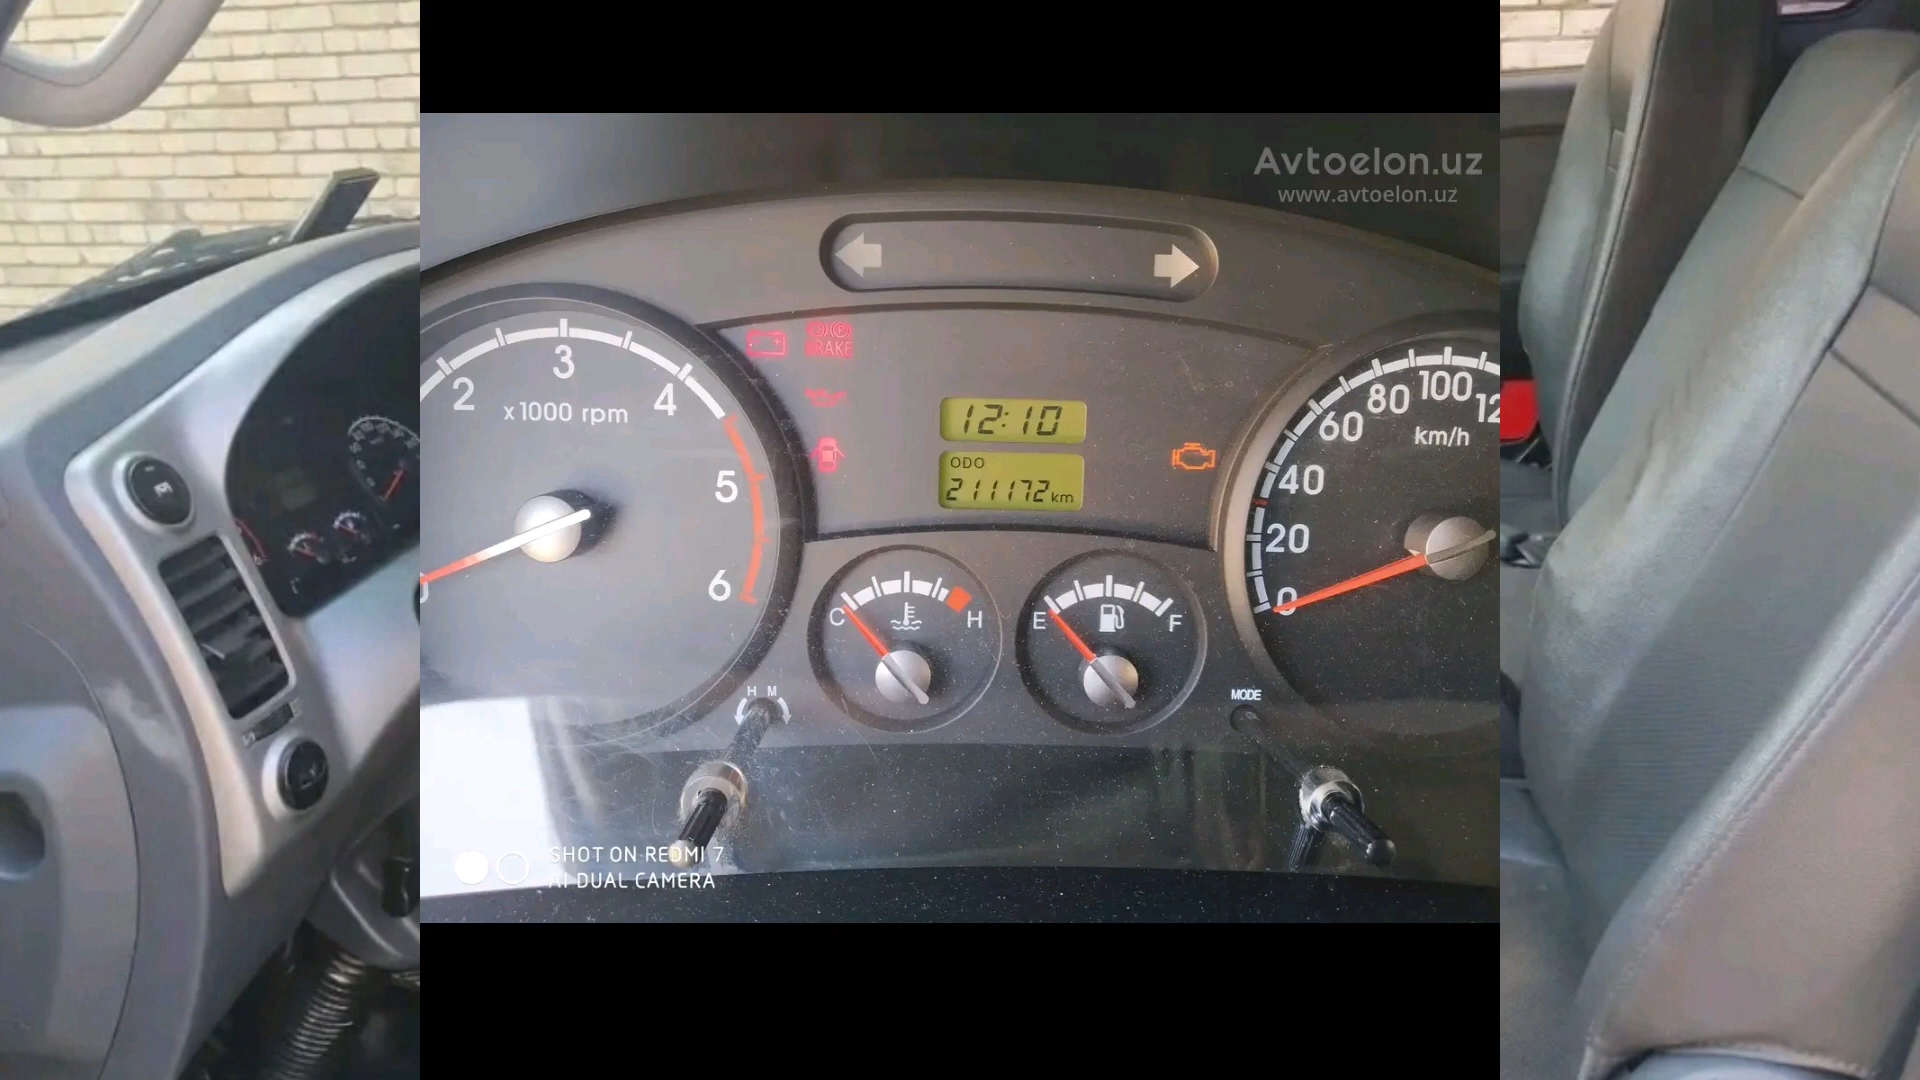 Avtoelon.uz
www.avtoelon.uz
BRAKE
2 3 4 5 6
x1000 rpm
12:10
ODO
211172 km
0 20 40 60 80 100
km/h
C H
E F
H M
MODE
SHOT ON REDMI 7
AI DUAL CAMERA